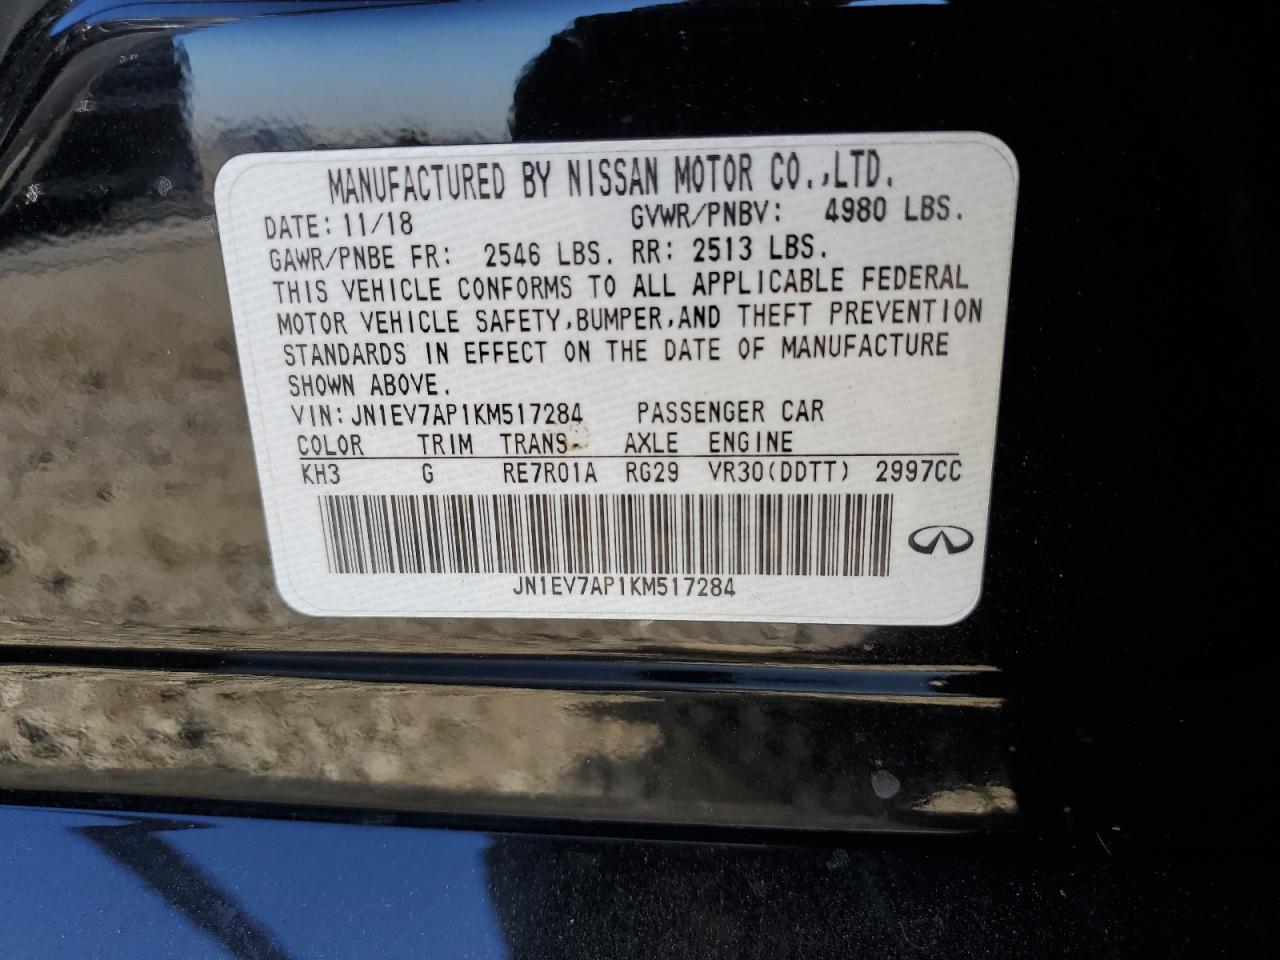 MANUFACTURED BY NISSAN MOTOR CO.,LTD.
DATE: 11/18 GVWR/PNBV: 4980 LBS.
GAWR/PNBE FR: 2546 LBS. RR: 2513 LBS.
THIS VEHICLE CONFORMS TO ALL APPLICABLE FEDERAL
MOTOR VEHICLE SAFETY,BUMPER,AND THEFT PREVENTION
STANDARDS IN EFFECT ON THE DATE OF MANUFACTURE
SHOWN ABOVE.
VIN: JN1EV7AP1KM517284 PASSENGER CAR
COLOR TRIM TRANS. AXLE ENGINE
KH3 G RE7R01A RG29 VR30(DDTT) 2997CC
JN1EV7AP1KM517284